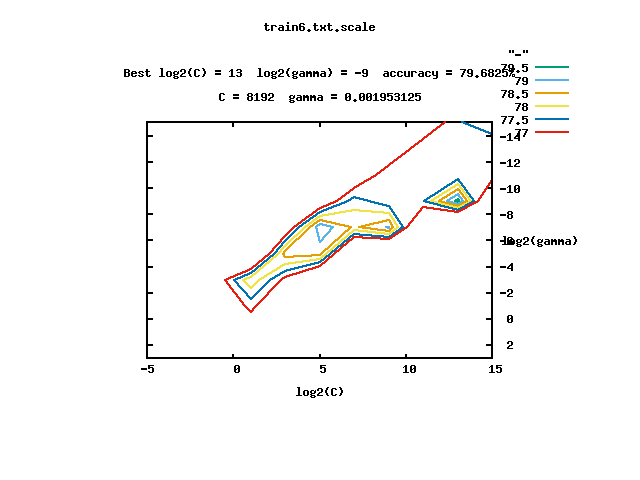 train6.txt.scale
"-"
Best log2(C) = 13  log2(gamma) = -9  accuracy = 79.6825%
C = 8192  gamma = 0.001953125
79.5
79
78.5
78
77.5
77
-14
-12
-10
-8
-6
log2(gamma)
-4
-2
0
2
-5 0 5 10 15
log2(C)